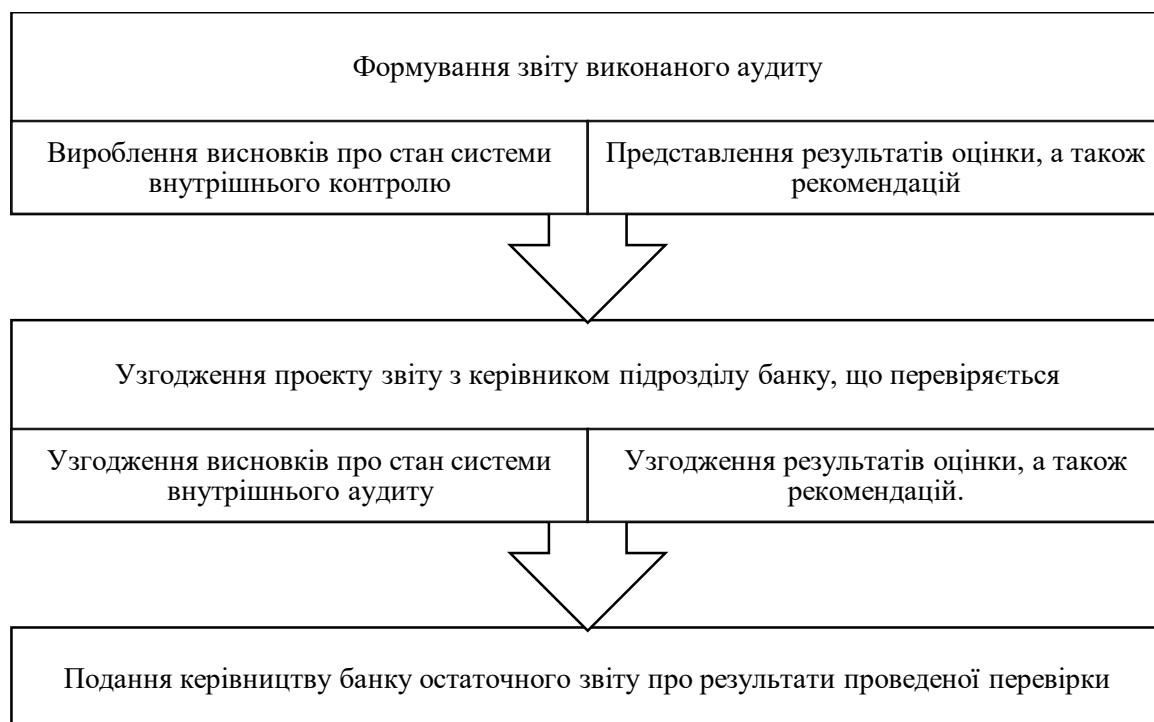 Формування звіту виконаного аудиту
Вироблення висновків про стан системи
внутрішнього контролю
Представлення результатів оцінки, а також
рекомендацій
Узгодження проекту звіту з керівником підрозділу банку, що перевіряється
Узгодження висновків про стан системи
внутрішнього аудиту
Узгодження результатів оцінки, а також
рекомендацій.
Подання керівництву банку остаточного звіту про результати проведеної перевірки